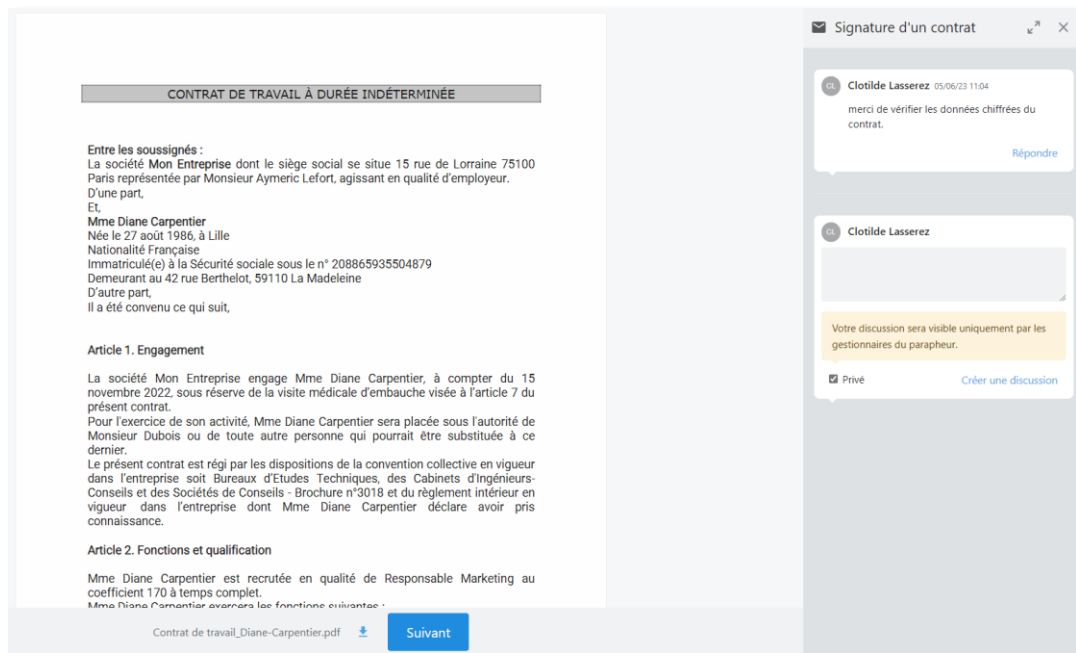 CONTRAT DE TRAVAIL À DURÉE INDÉTERMINÉE
Entre les soussignés :
La société Mon Entreprise dont le siège social se situe 15 rue de Lorraine 75100
Paris représentée par Monsieur Aymeric Lefort, agissant en qualité d'employeur.
D'une part,
Et,
Mme Diane Carpentier
Née le 27 août 1986, à Lille
Nationalité Française
Immatriculé(e) à la Sécurité sociale sous le n° 208865935504879
Demeurant au 42 rue Berthelot, 59110 La Madeleine
D'autre part,
Il a été convenu ce qui suit,
Article 1. Engagement
La société Mon Entreprise engage Mme Diane Carpentier, à compter du 15
novembre 2022, sous réserve de la visite médicale d'embauche visée à l'article 7 du
présent contrat.
Pour l'exercice de son activité, Mme Diane Carpentier sera placée sous l'autorité de
Monsieur Dubois ou de toute autre personne qui pourrait être substituée à ce
dernier.
Le présent contrat est régi par les dispositions de la convention collective en vigueur
dans l'entreprise soit Bureaux d'Etudes Techniques, des Cabinets d'Ingénieurs-
Conseils et des Sociétés de Conseils - Brochure n°3018 et du règlement intérieur en
vigueur dans l'entreprise dont Mme Diane Carpentier déclare avoir pris
connaissance.
Article 2. Fonctions et qualification
Mme Diane Carpentier est recrutée en qualité de Responsable Marketing au
coefficient 170 à temps complet.
Mme Diane Carpentier exercera les fonctions suivantes :
Contrat de travail_Diane-Carpentier.pdf
Suivant
Signature d'un contrat
CL Clotilde Lasserez 05/06/23 11:04
merci de vérifier les données chiffrées du
contrat.
Répondre
CL Clotilde Lasserez
Votre discussion sera visible uniquement par les
gestionnaires du parapheur.
Privé
Créer une discussion